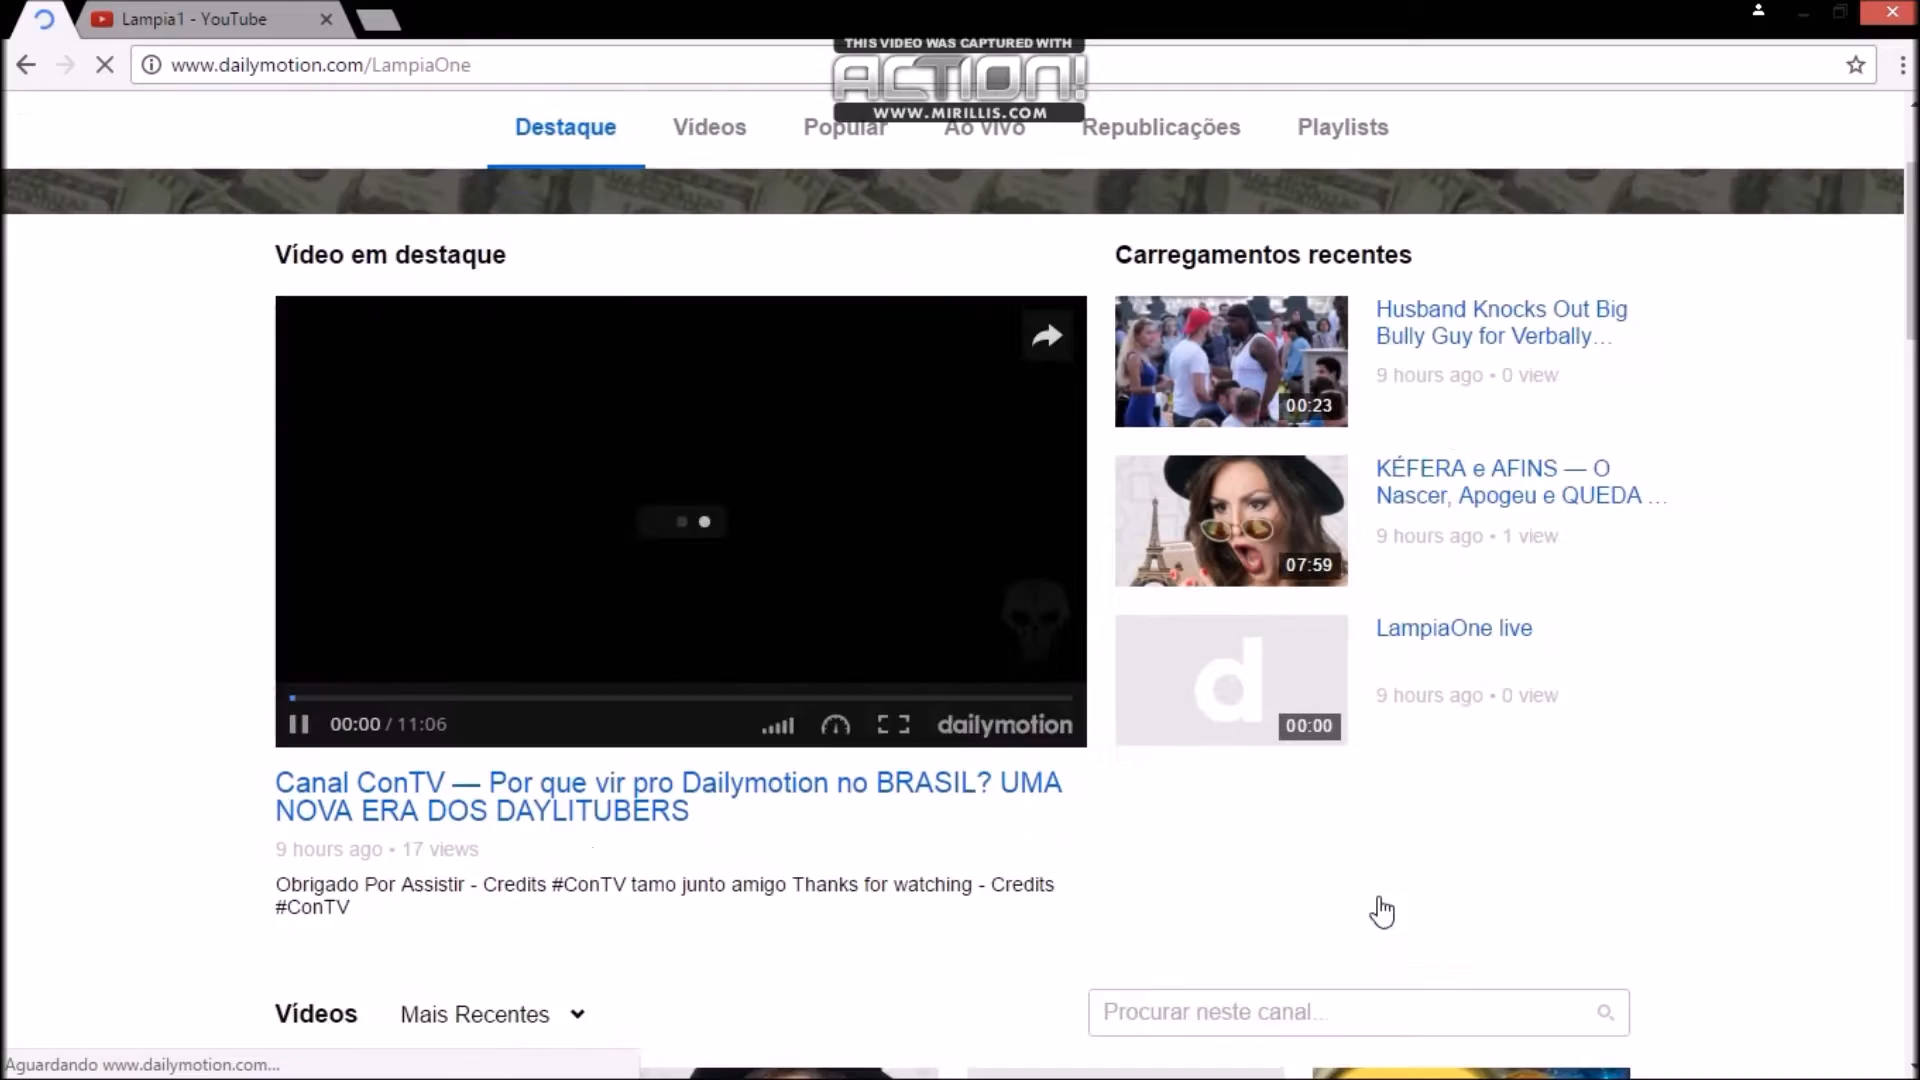 Lampia1 - YouTube
www.dailymotion.com/LampiaOne
THIS VIDEO WAS CAPTURED WITH
ACTION!
WWW.MIRILLIS.COM
Destaque Vídeos Popular Ao vivo Republicações Playlists
Vídeo em destaque
Carregamentos recentes
Husband Knocks Out Big
Bully Guy for Verbally…
9 hours ago • 0 view
00:23
KÉFERA e AFINS — O
Nascer, Apogeu e QUEDA …
9 hours ago • 1 view
07:59
LampiaOne live
9 hours ago • 0 view
d
00:00
00:00 / 11:06
dailymotion
Canal ConTV — Por que vir pro Dailymotion no BRASIL? UMA
NOVA ERA DOS DAYLITUBERS
9 hours ago • 17 views
Obrigado Por Assistir - Credits #ConTV tamo junto amigo Thanks for watching - Credits
#ConTV
Vídeos Mais Recentes
Procurar neste canal...
Aguardando www.dailymotion.com...